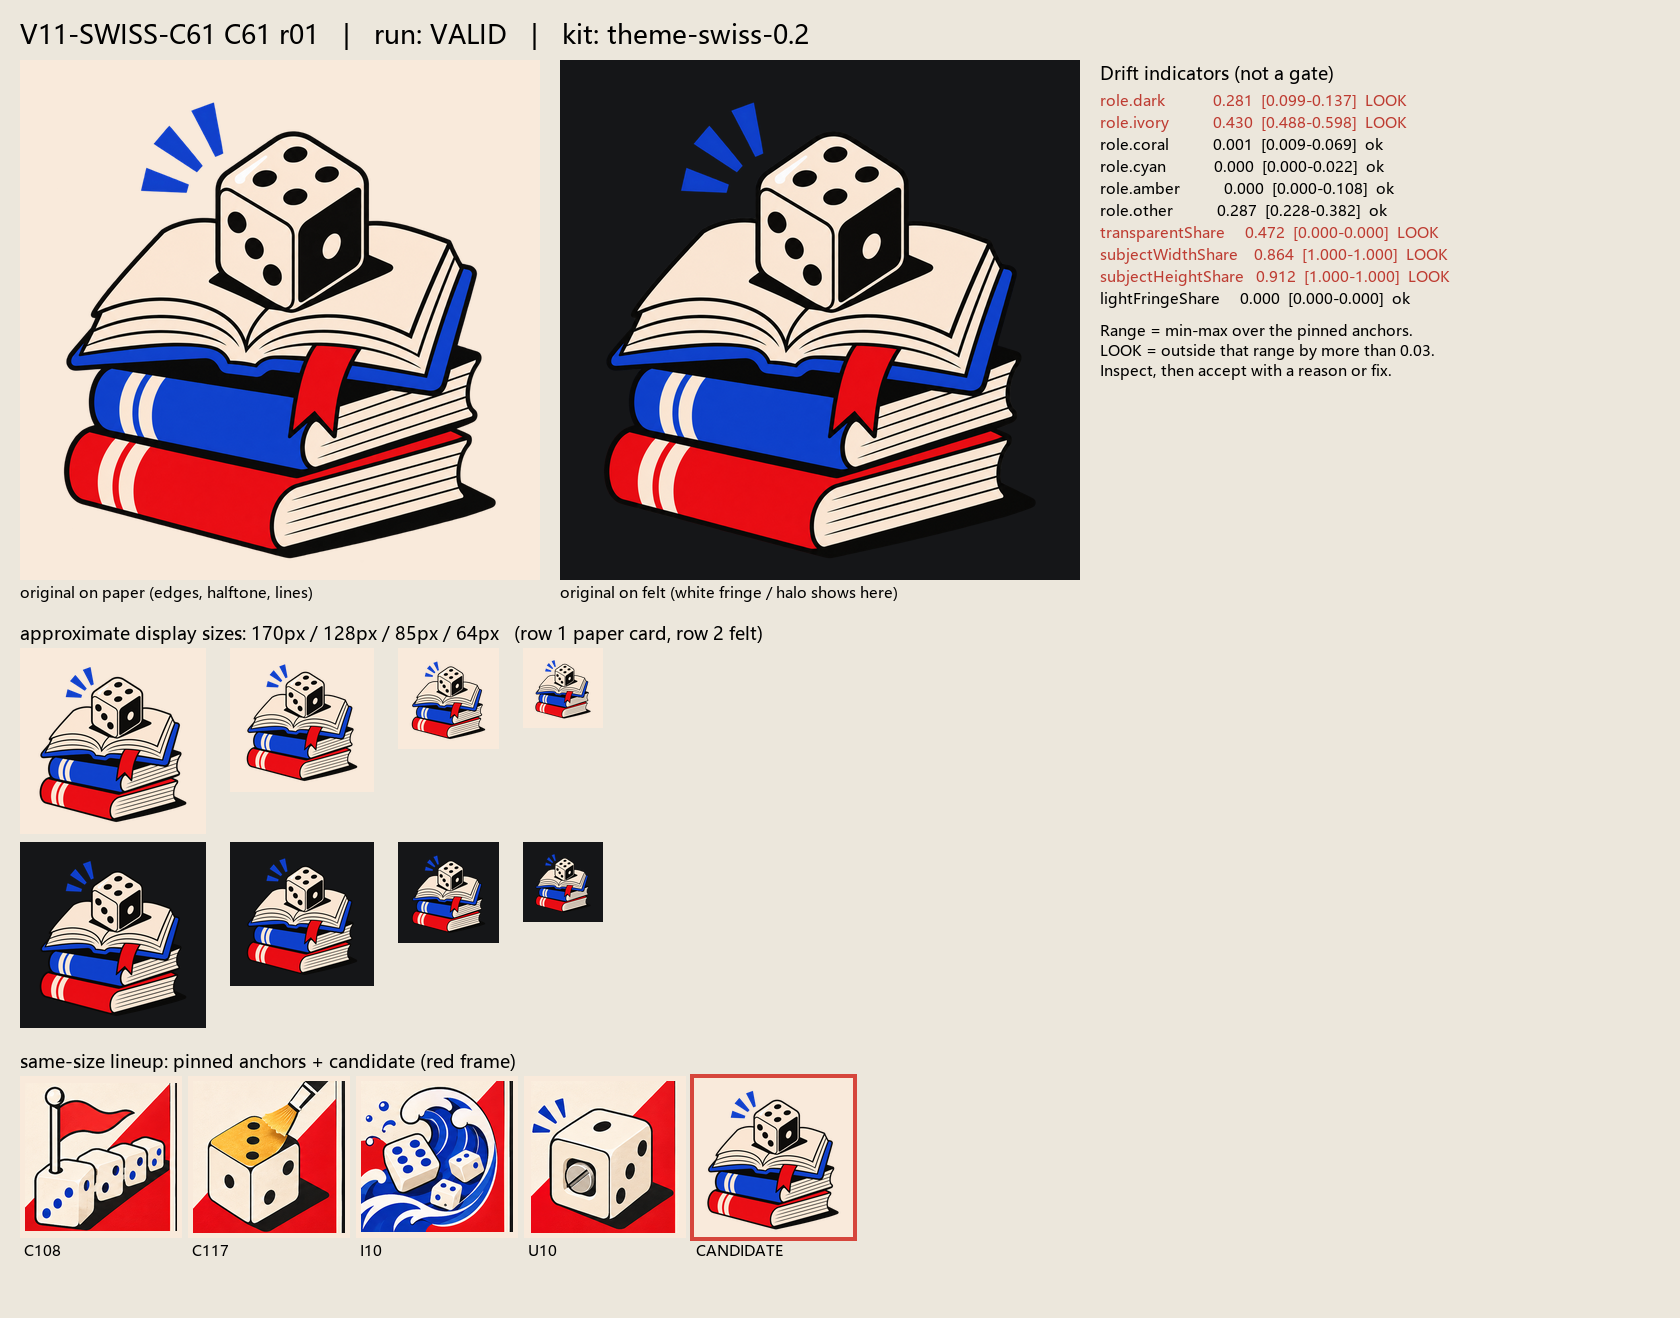 V11-SWISS-C61 C61 r01 | run: VALID | kit: theme-swiss-0.2
Drift indicators (not a gate)
role.dark 0.281 [0.099-0.137] LOOK
role.ivory 0.430 [0.488-0.598] LOOK
role.coral 0.001 [0.009-0.069] ok
role.cyan 0.000 [0.000-0.022] ok
role.amber 0.000 [0.000-0.108] ok
role.other 0.287 [0.228-0.382] ok
transparentShare 0.472 [0.000-0.000] LOOK
subjectWidthShare 0.864 [1.000-1.000] LOOK
subjectHeightShare 0.912 [1.000-1.000] LOOK
lightFringeShare 0.000 [0.000-0.000] ok
Range = min-max over the pinned anchors.
LOOK = outside that range by more than 0.03.
Inspect, then accept with a reason or fix.
original on paper (edges, halftone, lines)
original on felt (white fringe / halo shows here)
approximate display sizes: 170px / 128px / 85px / 64px (row 1 paper card, row 2 felt)
same-size lineup: pinned anchors + candidate (red frame)
C108
C117
I10
U10
CANDIDATE